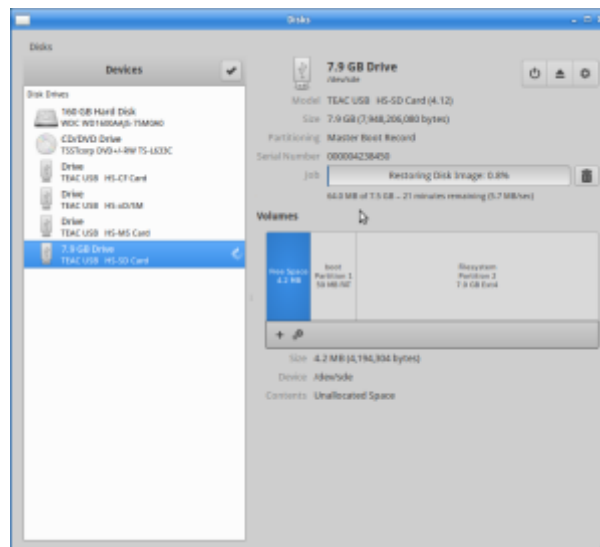 Disks
Disks
Devices
Disk Drives
160 GB Hard Disk
WDC WD1600AAJS-75M0A0
CD/DVD Drive
TSSTcorp DVD+/-RW TS-L633C
Drive
TEAC USB HS-CF Card
Drive
TEAC USB HS-xD/SM
Drive
TEAC USB HS-MS Card
7.9 GB Drive
TEAC USB HS-SD Card
7.9 GB Drive
/dev/sde
Model TEAC USB HS-SD Card (4.12)
Size 7.9 GB (7,948,206,080 bytes)
Partitioning Master Boot Record
Serial Number 000004238450
Job Restoring Disk Image: 0.8%
64.0 MB of 7.5 GB – 21 minutes remaining (5.7 MB/sec)
Volumes
Free Space
4.2 MB
boot
Partition 1
59 MB FAT
Filesystem
Partition 2
7.9 GB Ext4
Size 4.2 MB (4,194,304 bytes)
Device /dev/sde
Contents Unallocated Space